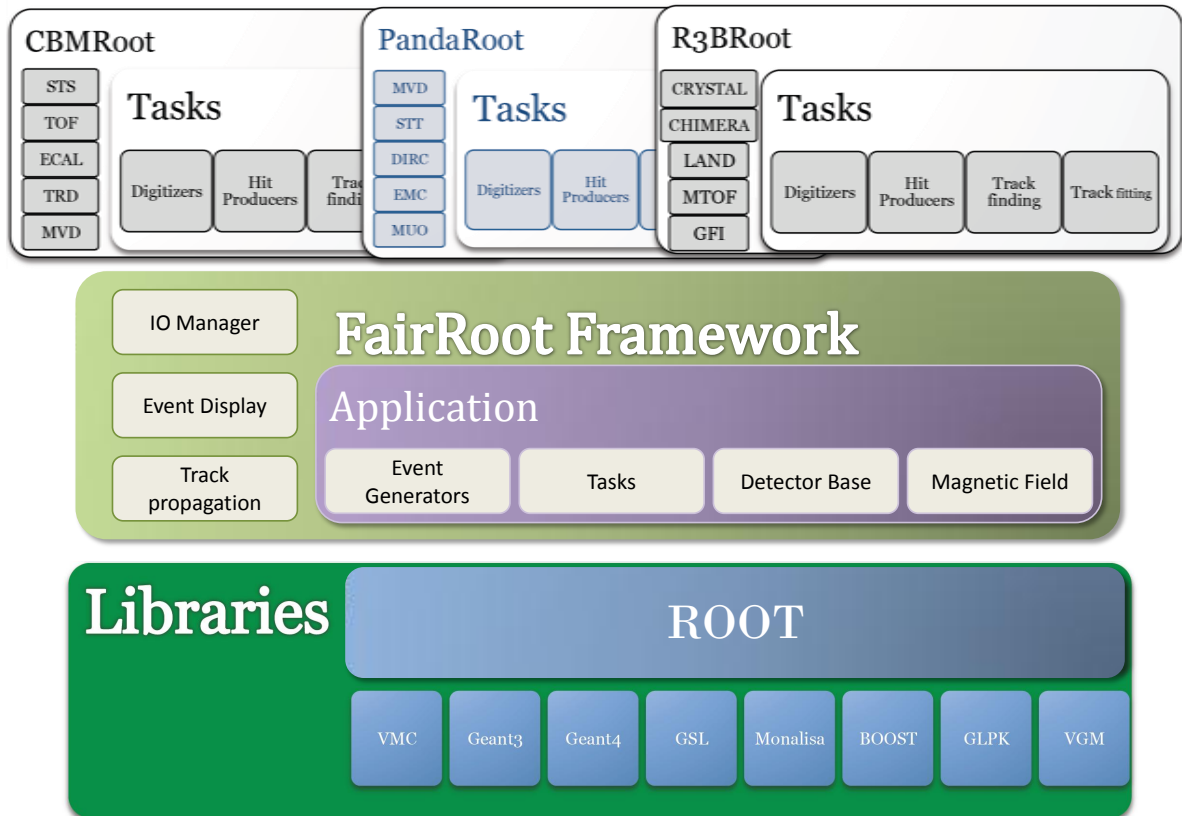 CBMRoot
STS
TOF
ECAL
TRD
MVD
Tasks
Digitizers
Hit
Producers
PandaRoot
MVD
STT
DIRC
EMC
MUO
Tasks
Digitizers
Hit
Producers
R3BRoot
CRYSTAL
CHIMERA
LAND
MTOF
GFI
Tasks
Digitizers
Hit
Producers
Track
finding
Track fitting
FairRoot Framework
IO Manager
Event Display
Track
propagation
Application
Event
Generators
Tasks
Detector Base
Magnetic Field
Libraries
ROOT
VMC
Geant3
Geant4
GSL
Monalisa
BOOST
GLPK
VGM